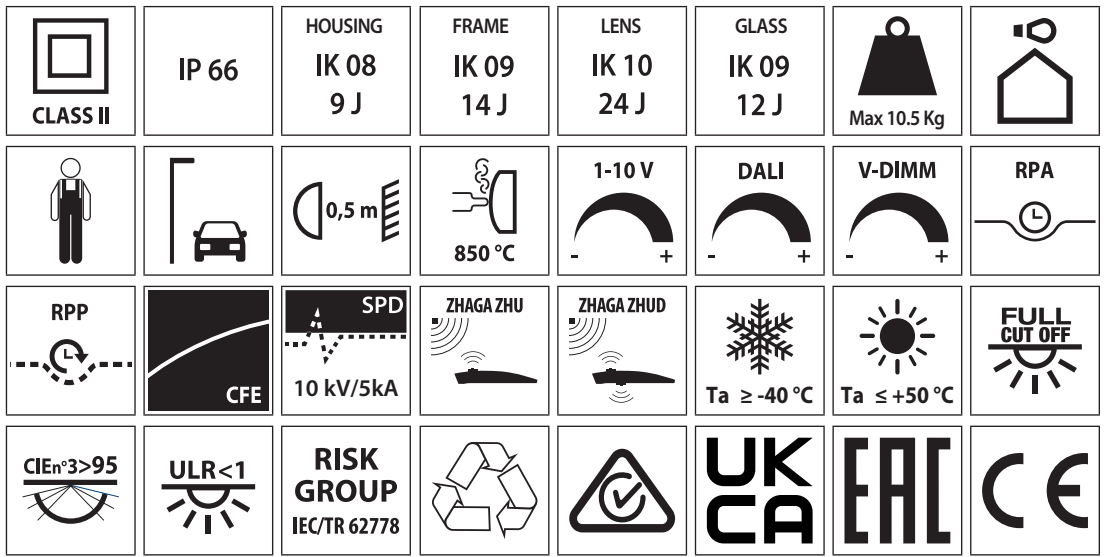 CLASS II
IP 66
HOUSING
IK 08
9 J
FRAME
IK 09
14 J
LENS
IK 10
24 J
GLASS
IK 09
12 J
Max 10.5 Kg
0,5 m
850 °C
1-10 V
- +
DALI
- +
V-DIMM
- +
RPA
RPP
CFE
SPD
10 kV/5kA
ZHAGA ZHU
ZHAGA ZHUD
Ta ≥ -40 °C
Ta ≤ +50 °C
FULL
CUT OFF
CIEn°3>95
ULR<1
RISK
GROUP
IEC/TR 62778
UK
CA
EAC
CE